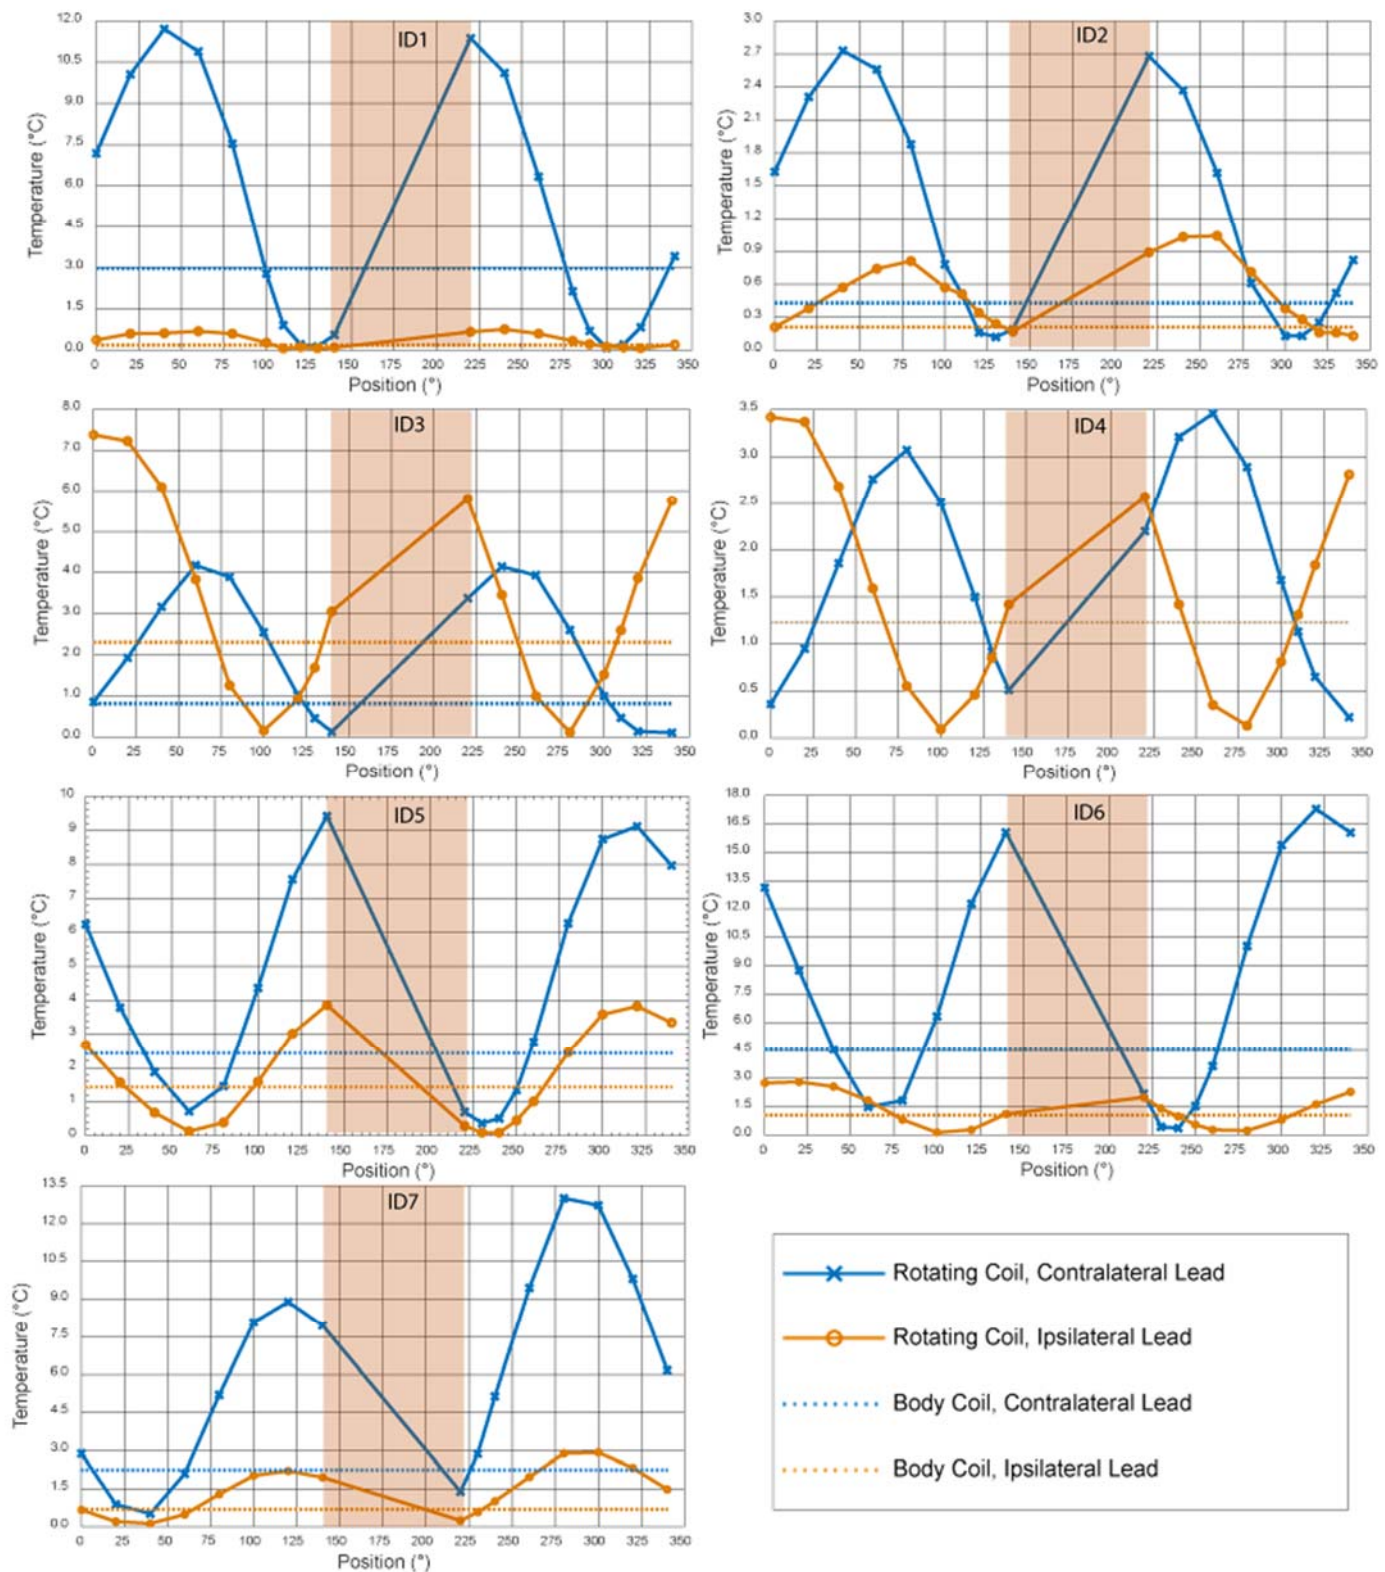 ID1
Temperature (°C)
12.0
10.5
9.0
7.5
6.0
4.5
3.0
1.5
0.0
0 25 50 75 100 125 150 175 200 225 250 275 300 325 350
Position (°)
ID2
Temperature (°C)
3.0
2.7
2.4
2.1
1.8
1.5
1.2
0.9
0.6
0.3
0.0
0 25 50 75 100 125 150 175 200 225 250 275 300 325 350
Position (°)
ID3
Temperature (°C)
8.0
7.0
6.0
5.0
4.0
3.0
2.0
1.0
0.0
0 25 50 75 100 125 150 175 200 225 250 275 300 325 350
Position (°)
ID4
Temperature (°C)
3.5
3.0
2.5
2.0
1.5
1.0
0.5
0.0
0 25 50 75 100 125 150 175 200 225 250 275 300 325 350
Position (°)
ID5
Temperature (°C)
10
9
8
7
6
5
4
3
2
1
0
0 25 50 75 100 125 150 175 200 225 250 275 300 325 350
Position (°)
ID6
Temperature (°C)
18.0
16.5
15.0
13.5
12.0
10.5
9.0
7.5
6.0
4.5
3.0
1.5
0.0
0 25 50 75 100 125 150 175 200 225 250 275 300 325 350
Position (°)
ID7
Temperature (°C)
13.5
12.0
10.5
9.0
7.5
6.0
4.5
3.0
1.5
0.0
0 25 50 75 100 125 150 175 200 225 250 275 300 325 350
Position (°)
Rotating Coil, Contralateral Lead
Rotating Coil, Ipsilateral Lead
Body Coil, Contralateral Lead
Body Coil, Ipsilateral Lead